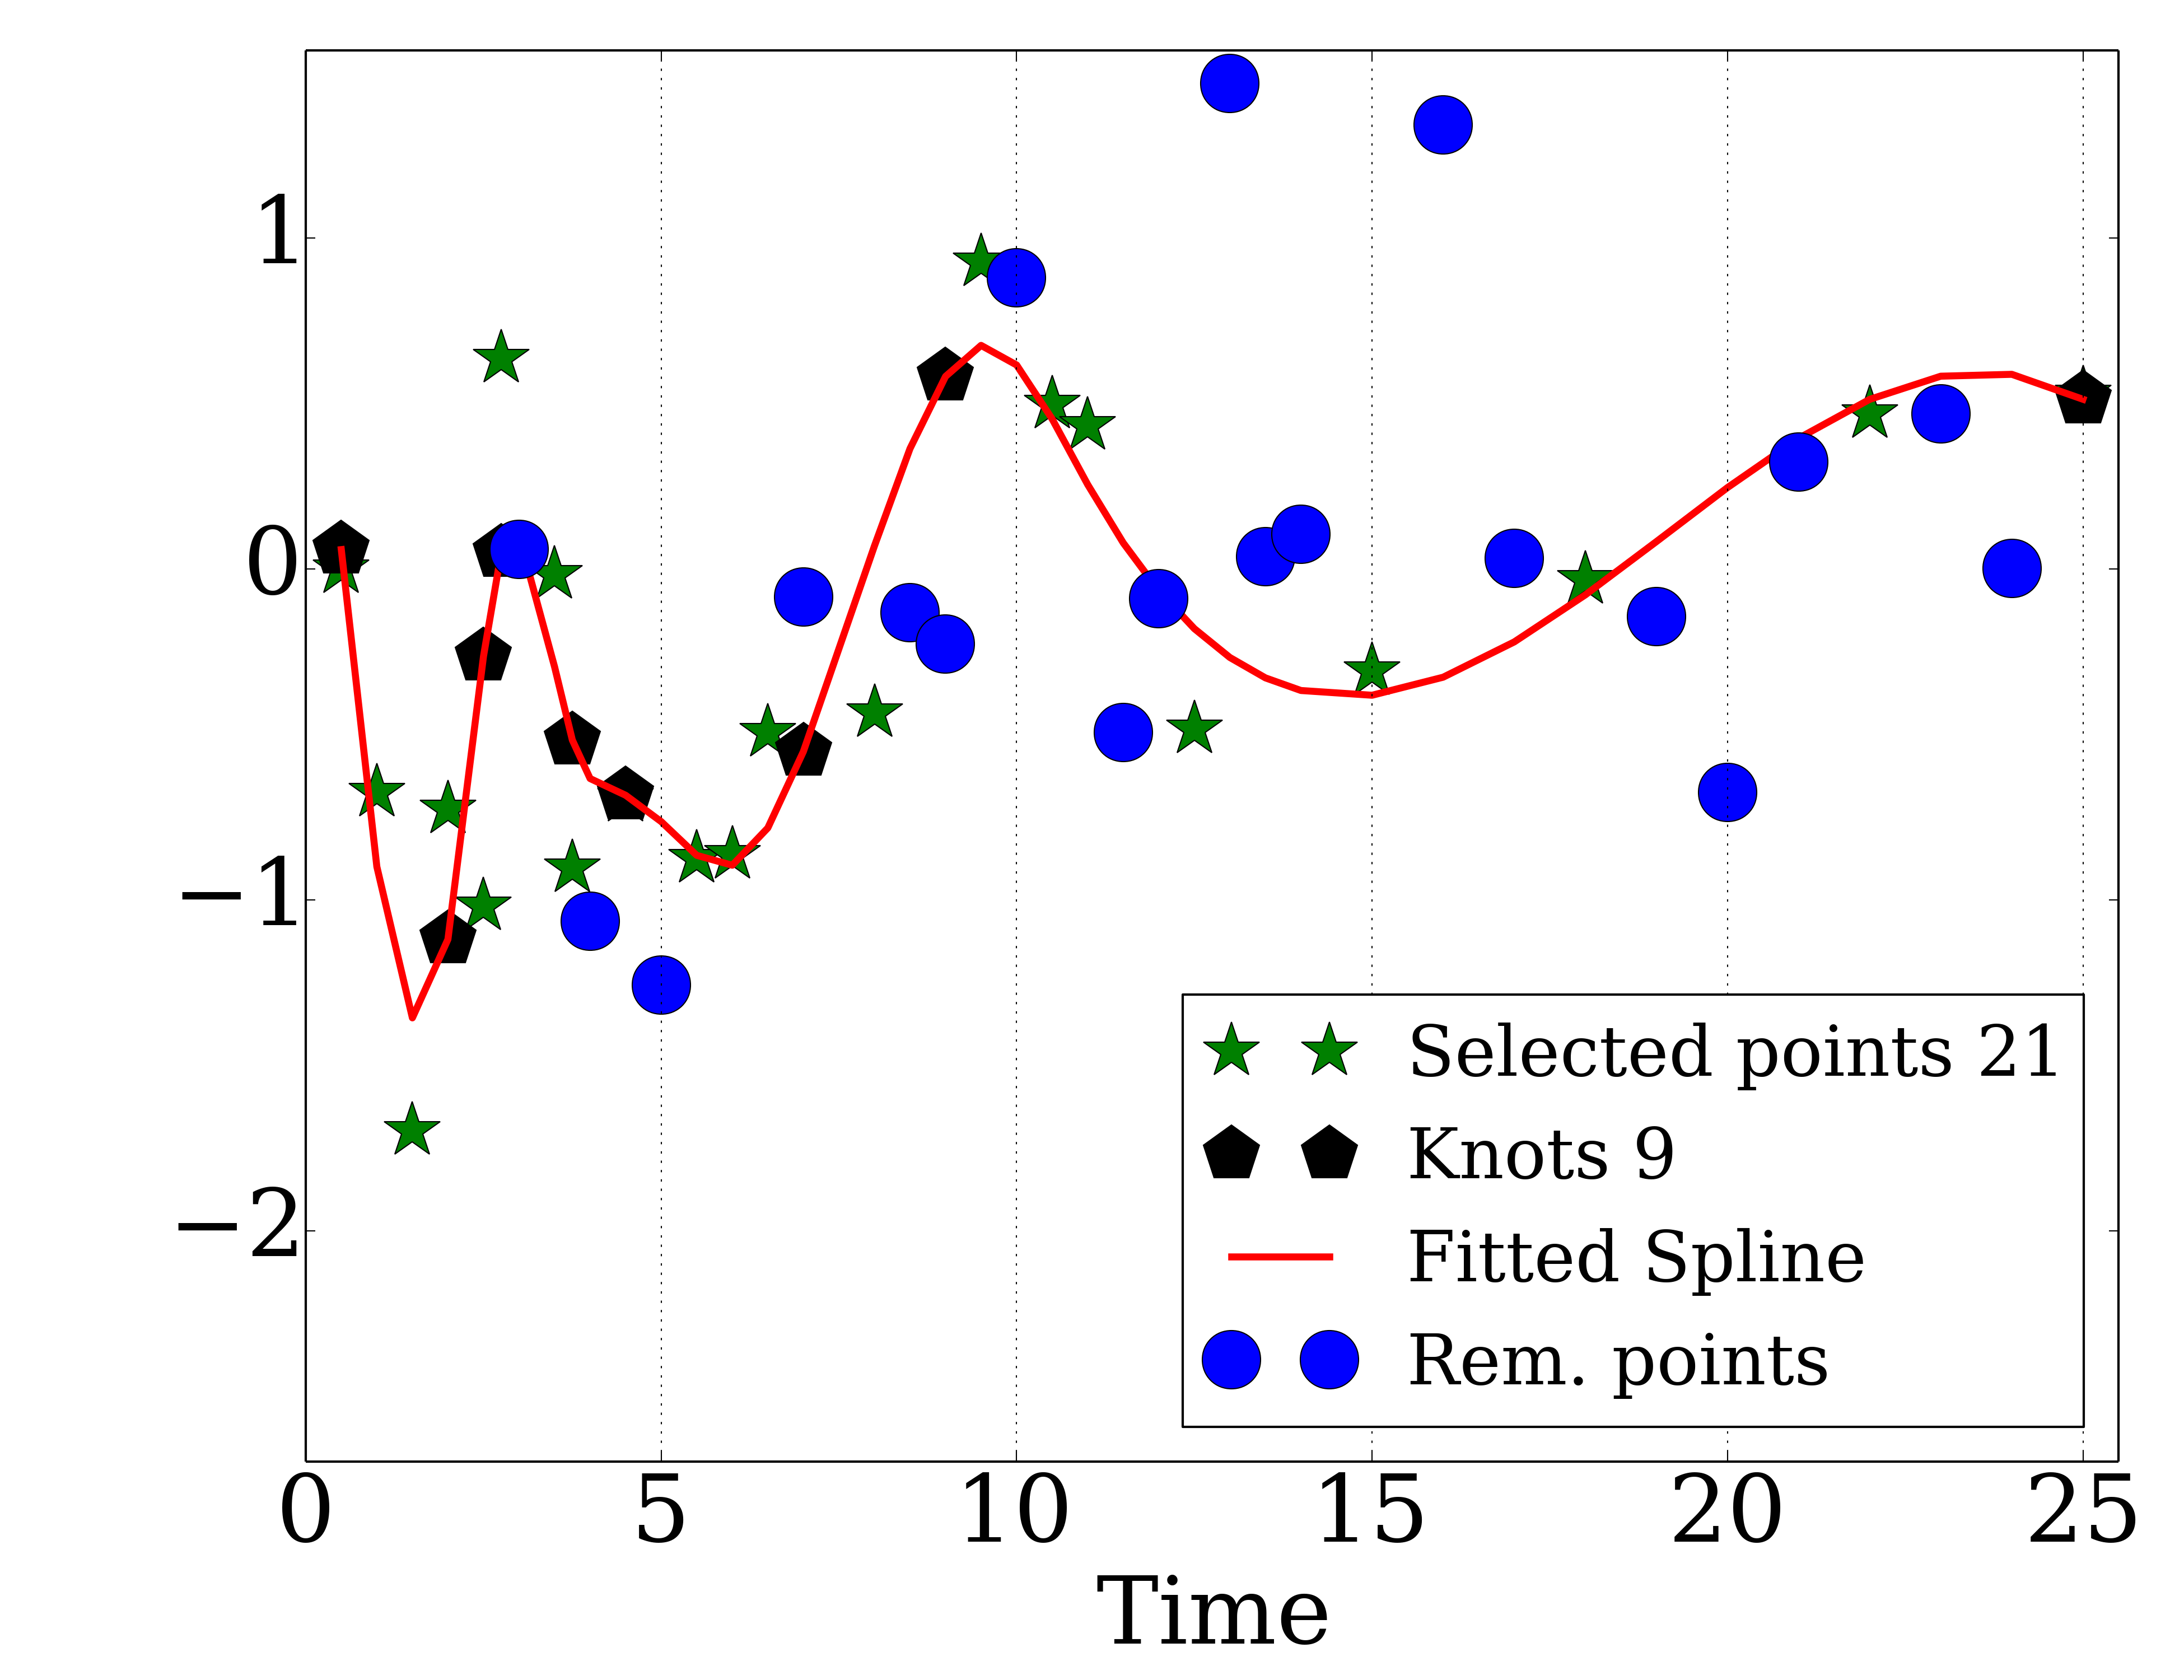 1
0
−1
−2
Selected points 21
Knots 9
Fitted Spline
Rem. points
0 5 10 15 20 25
Time